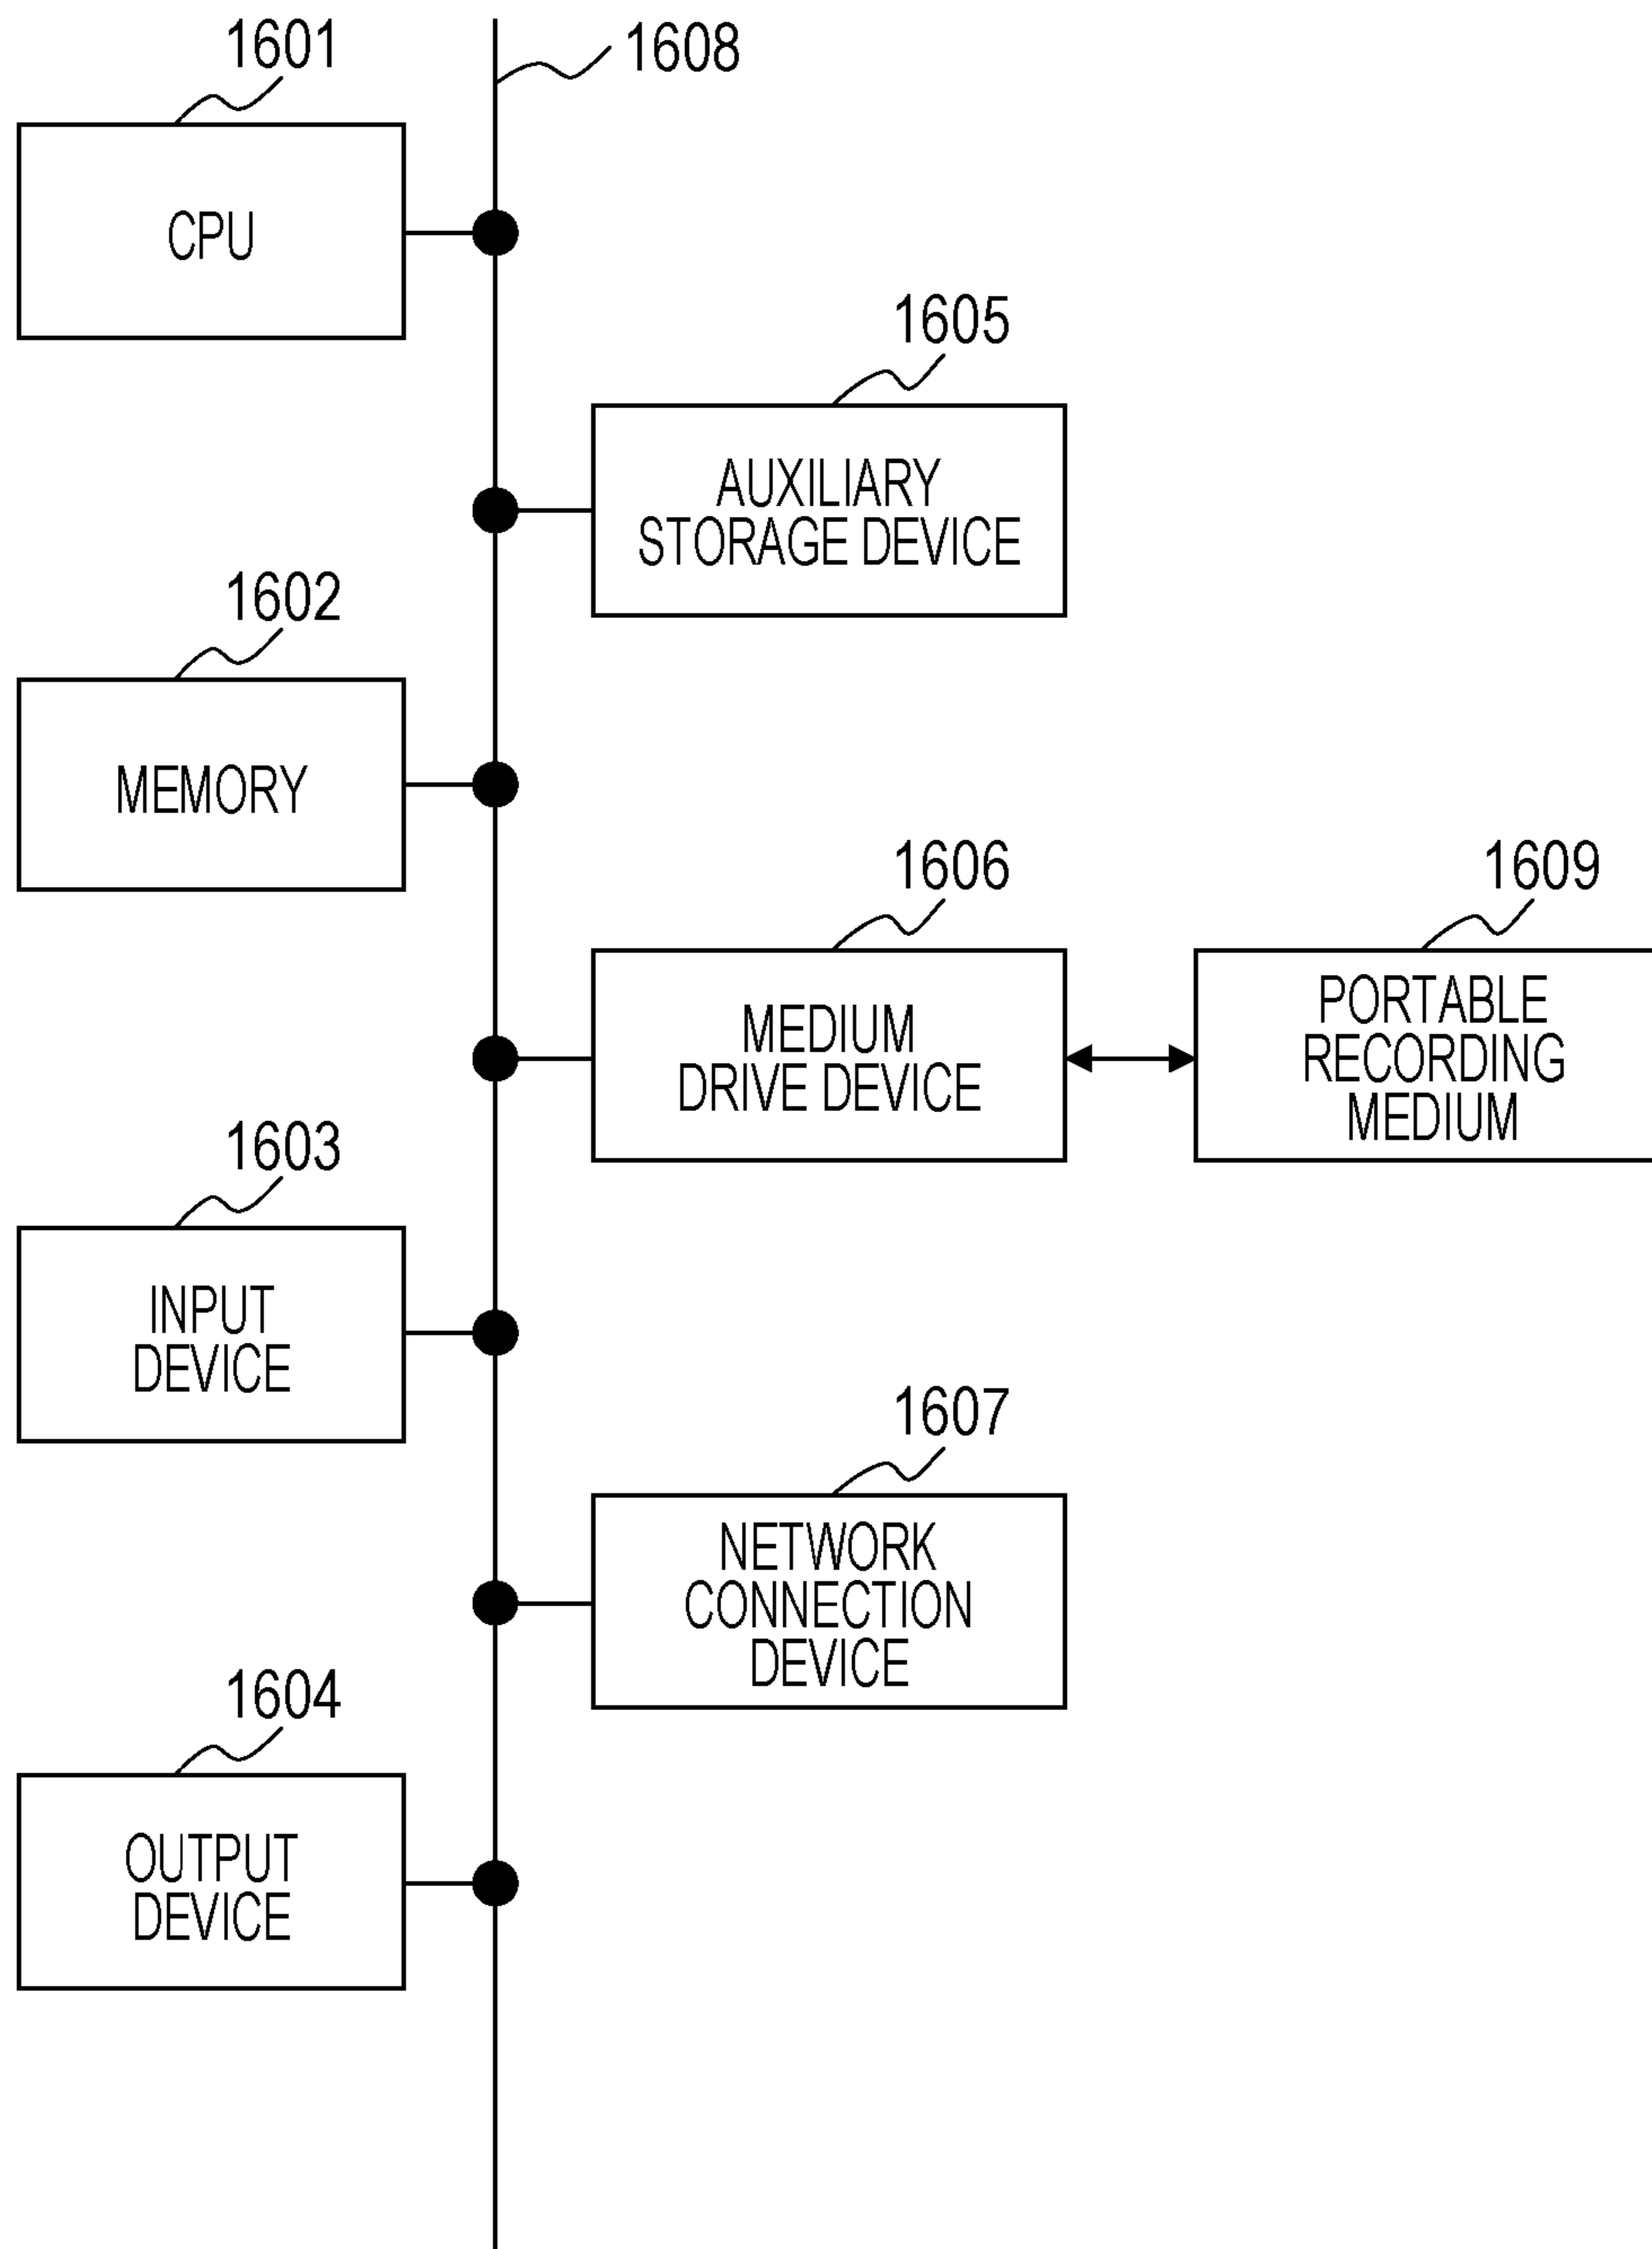 1601
1608
CPU
1605
AUXILIARY
STORAGE DEVICE
1602
MEMORY
1606
1609
MEDIUM
DRIVE DEVICE
PORTABLE
RECORDING
MEDIUM
1603
INPUT
DEVICE
1607
NETWORK
CONNECTION
DEVICE
1604
OUTPUT
DEVICE